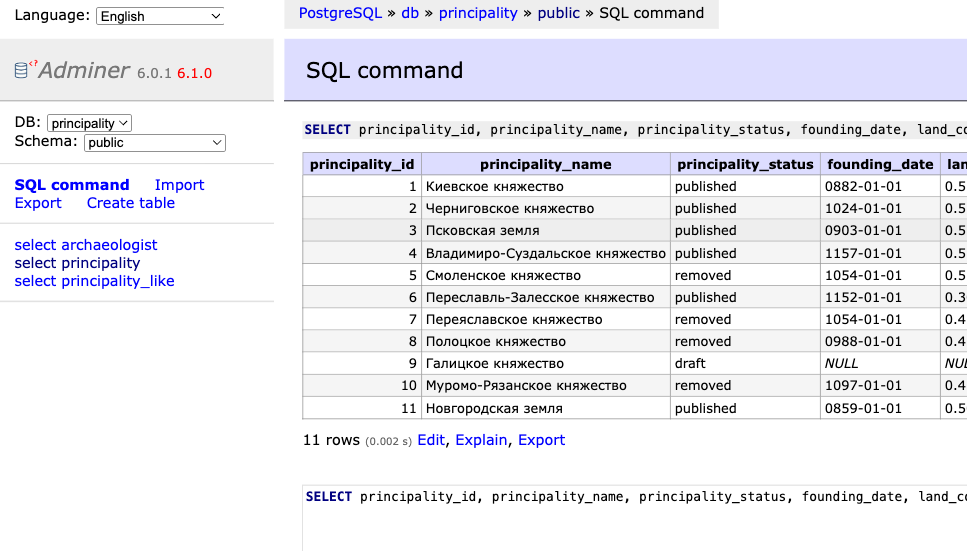 Language: English
PostgreSQL » db » principality » public » SQL command
Adminer 6.0.1 6.1.0
SQL command
DB: principality
Schema: public
SQL command Import
Export Create table
select archaeologist
select principality
select principality_like
SELECT principality_id, principality_name, principality_status, founding_date, land_co
principality_id principality_name principality_status founding_date lan
1 Киевское княжество published 0882-01-01 0.5
2 Черниговское княжество published 1024-01-01 0.5
3 Псковская земля published 0903-01-01 0.5
4 Владимиро-Суздальское княжество published 1157-01-01 0.5
5 Смоленское княжество removed 1054-01-01 0.5
6 Переславль-Залесское княжество published 1152-01-01 0.3
7 Переяславское княжество removed 1054-01-01 0.4
8 Полоцкое княжество removed 0988-01-01 0.4
9 Галицкое княжество draft NULL NUL
10 Муромо-Рязанское княжество removed 1097-01-01 0.4
11 Новгородская земля published 0859-01-01 0.5
11 rows (0.002 s) Edit, Explain, Export
SELECT principality_id, principality_name, principality_status, founding_date, land_co